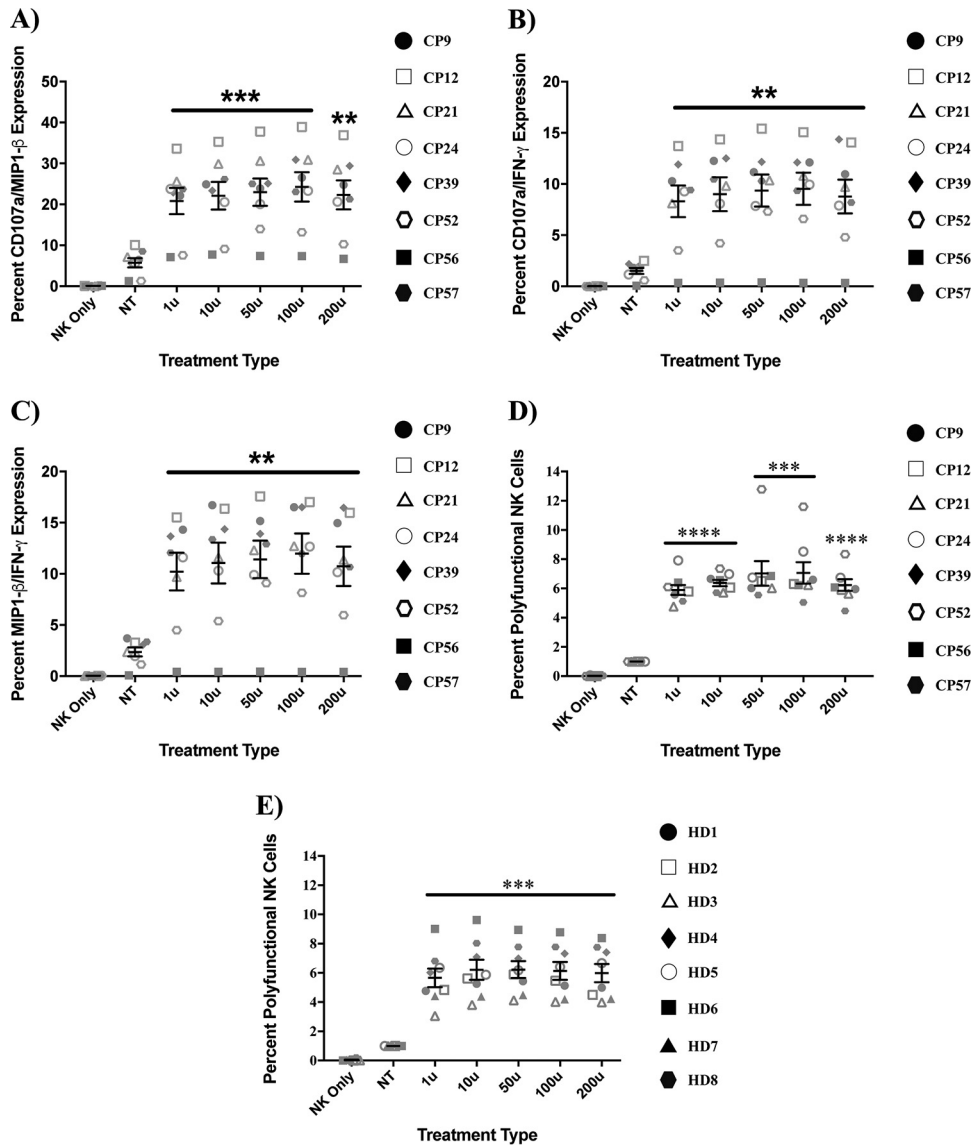 A)
Percent CD107a/MIP1-β Expression
50
40
30
20
10
0
***
**
NK Only
NT
1u
10u
50u
100u
200u
Treatment Type
CP9
CP12
CP21
CP24
CP39
CP52
CP56
CP57
B)
Percent CD107a/IFN-γ Expression
20
15
10
5
0
**
NK Only
NT
1u
10u
50u
100u
200u
Treatment Type
CP9
CP12
CP21
CP24
CP39
CP52
CP56
CP57
C)
Percent MIP1-β/IFN-γ Expression
20
15
10
5
0
**
NK Only
NT
1u
10u
50u
100u
200u
Treatment Type
CP9
CP12
CP21
CP24
CP39
CP52
CP56
CP57
D)
Percent Polyfunctional NK Cells
14
12
10
8
6
4
2
0
****
***
****
NK Only
NT
1u
10u
50u
100u
200u
Treatment Type
CP9
CP12
CP21
CP24
CP39
CP52
CP56
CP57
E)
Percent Polyfunctional NK Cells
14
12
10
8
6
4
2
0
***
NK Only
NT
1u
10u
50u
100u
200u
Treatment Type
HD1
HD2
HD3
HD4
HD5
HD6
HD7
HD8